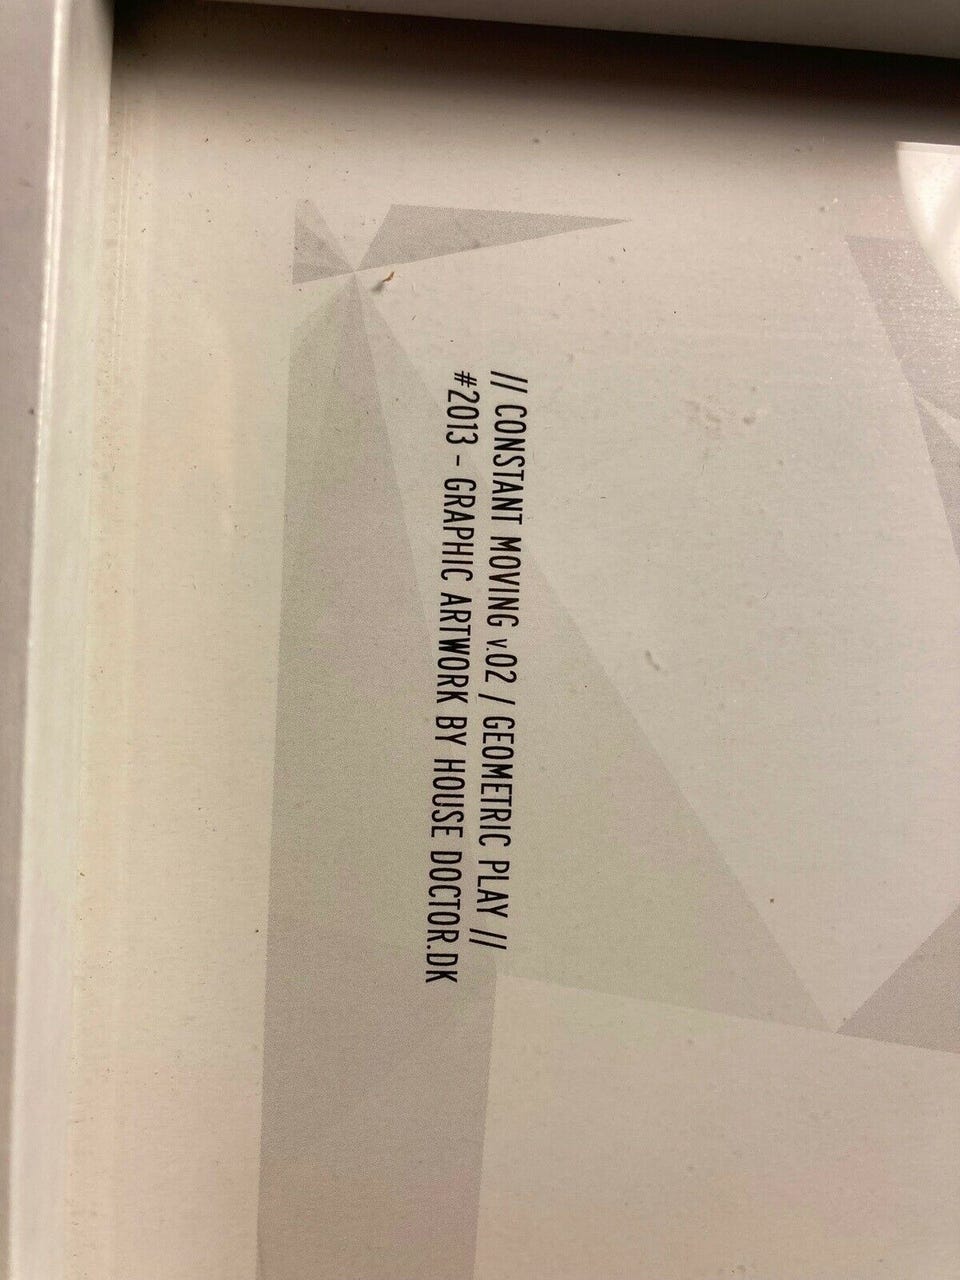 // CONSTANT MOVING v.02 / GEOMETRIC PLAY //
#2013 - GRAPHIC ARTWORK BY HOUSE DOCTOR.DK